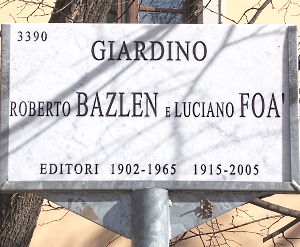 3390
GIARDINO
ROBERTO BAZLEN E LUCIANO FOA'
EDITORI 1902-1965 1915-2005